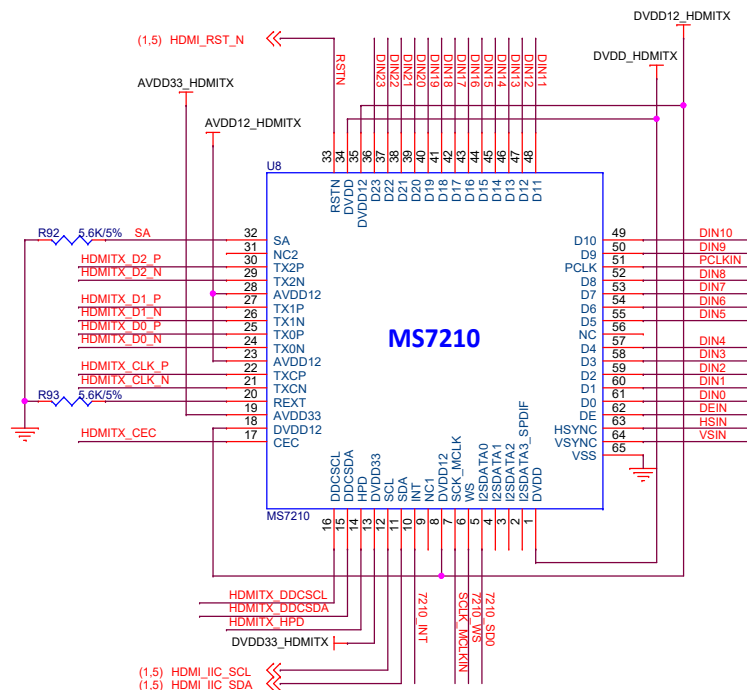 DVDD12_HDMITX
(1,5) HDMI_RST_N
DVDD_HDMITX
AVDD33_HDMITX
AVDD12_HDMITX
RSTN
DIN23
DIN22
DIN21
DIN20
DIN19
DIN18
DIN17
DIN16
DIN15
DIN14
DIN13
DIN12
DIN11
33
34
35
36
37
38
39
40
41
42
43
44
45
46
47
48
U8
RSTN
DVDD
DVDD12
D23
D22
D21
D20
D19
D18
D17
D16
D15
D14
D13
D12
D11
R92 5.6K/5% SA 32 SA
31 NC2
HDMITX_D2_P 30 TX2P
HDMITX_D2_N 29 TX2N
28 AVDD12
HDMITX_D1_P 27 TX1P
HDMITX_D1_N 26 TX1N
HDMITX_D0_P 25 TX0P
HDMITX_D0_N 24 TX0N
23 AVDD12
HDMITX_CLK_P 22 TXCP
HDMITX_CLK_N 21 TXCN
R93 5.6K/5% 20 REXT
19 AVDD33
18 DVDD12
HDMITX_CEC 17 CEC
MS7210
D10 49 DIN10
D9 50 DIN9
PCLK 51 PCLKIN
D8 52 DIN8
D7 53 DIN7
D6 54 DIN6
D5 55 DIN5
NC 56
D4 57 DIN4
D3 58 DIN3
D2 59 DIN2
D1 60 DIN1
D0 61 DIN0
DE 62 DEIN
HSYNC 63 HSIN
VSYNC 64 VSIN
VSS 65
DDCSCL
DDCSDA
HPD
DVDD33
SCL
SDA
INT
NC1
DVDD12
SCK_MCLK
WS
I2SDATA0
I2SDATA1
I2SDATA2
I2SDATA3_SPDIF
DVDD
MS7210
16
15
14
13
12
11
10
9
8
7
6
5
4
3
2
1
HDMITX_DDCSCL
HDMITX_DDCSDA
HDMITX_HPD
DVDD33_HDMITX
7210_INT
SCLK_MCLKIN
7210_WS
7210_SD0
(1,5) HDMI_IIC_SCL
(1,5) HDMI_IIC_SDA